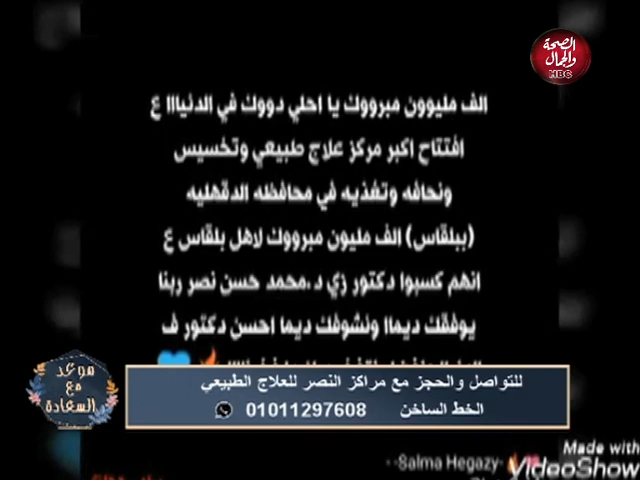 الصحة
والجمال
HBC
الف مليوون مبرووك يا احلي دووك في الدنيااا ع
افتتاح اكبر مركز علاج طبيعي وتخسيس
ونحافه وتغذيه في محافظه الدقهليه
(ببلقاس) الف مليون مبرووك لاهل بلقاس ع
انهم كسبوا دكتور زي د.محمد حسن نصر ربنا
يوفقك ديماا ونشوفك ديما احسن دكتور ف
موعد
مع
السعادة
للتواصل والحجز مع مراكز النصر للعلاج الطبيعي
الخط الساخن 01011297608
--Salma Hegazy-
Made with
VideoShow